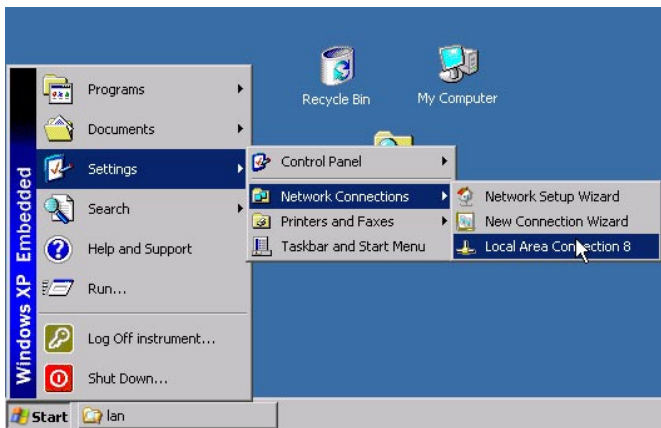 Recycle Bin
My Computer
Windows XP Embedded
Programs
Documents
Settings
Search
Help and Support
Run...
Log Off instrument...
Shut Down...
Control Panel
Network Connections
Printers and Faxes
Taskbar and Start Menu
Network Setup Wizard
New Connection Wizard
Local Area Connection 8
Start
lan